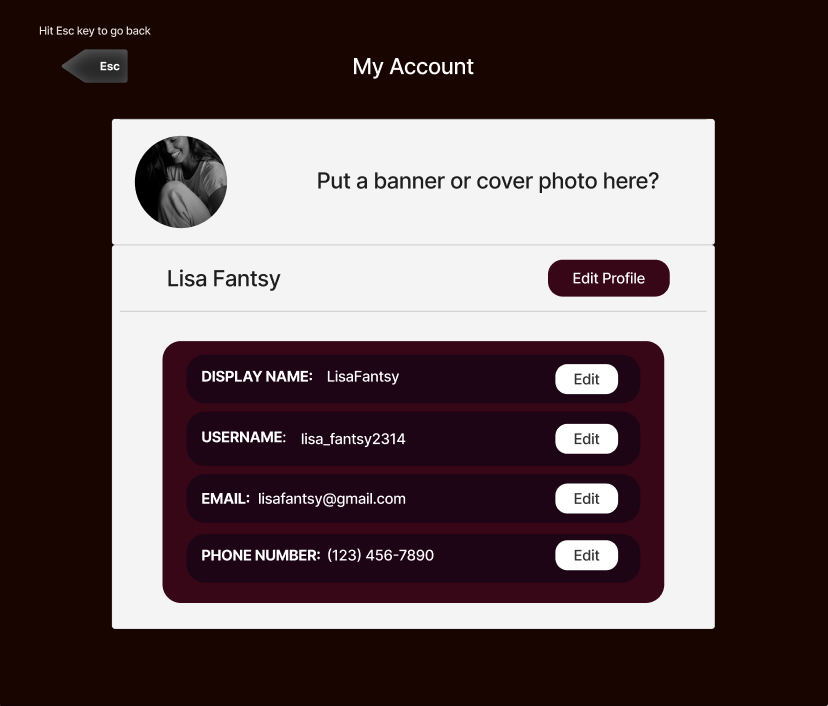 Hit Esc key to go back
Esc
My Account
Put a banner or cover photo here?
Lisa Fantsy
Edit Profile
DISPLAY NAME: LisaFantsy
Edit
USERNAME: lisa_fantsy2314
Edit
EMAIL: lisafantsy@gmail.com
Edit
PHONE NUMBER: (123) 456-7890
Edit